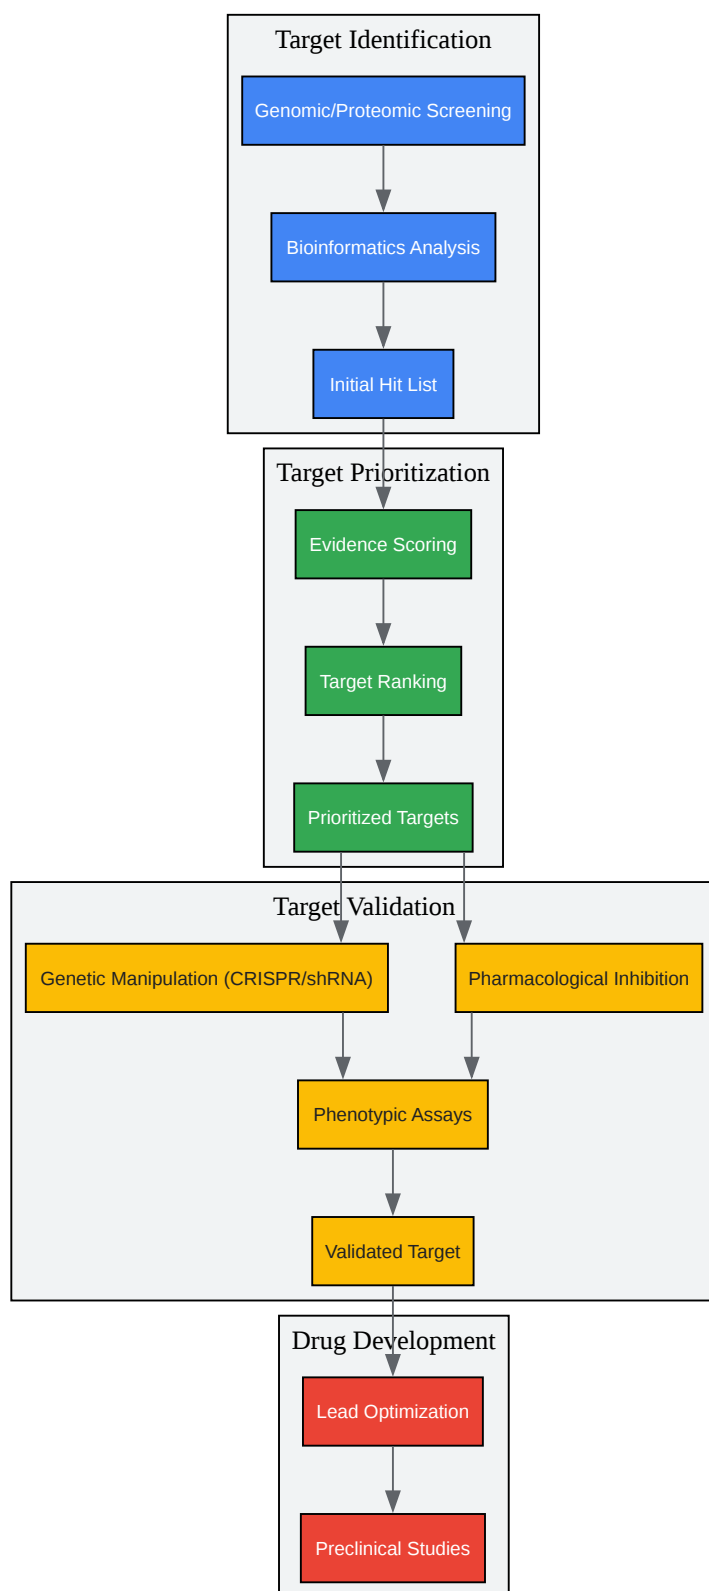 Target Identification
Genomic/Proteomic Screening
Bioinformatics Analysis
Initial Hit List
Target Prioritization
Evidence Scoring
Target Ranking
Prioritized Targets
Target Validation
Genetic Manipulation (CRISPR/shRNA)
Pharmacological Inhibition
Phenotypic Assays
Validated Target
Drug Development
Lead Optimization
Preclinical Studies